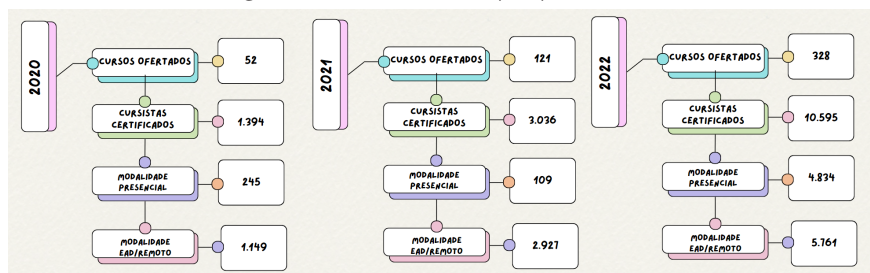 2020
CURSOS OFERTADOS
52
CURSISTAS
CERTIFICADOS
1.394
MODALIDADE
PRESENCIAL
245
MODALIDADE
EAD/REMOTO
1.149
2021
CURSOS OFERTADOS
121
CURSISTAS
CERTIFICADOS
3.036
MODALIDADE
PRESENCIAL
109
MODALIDADE
EAD/REMOTO
2.927
2022
CURSOS OFERTADOS
328
CURSISTAS
CERTIFICADOS
10.595
MODALIDADE
PRESENCIAL
4.834
MODALIDADE
EAD/REMOTO
5.761